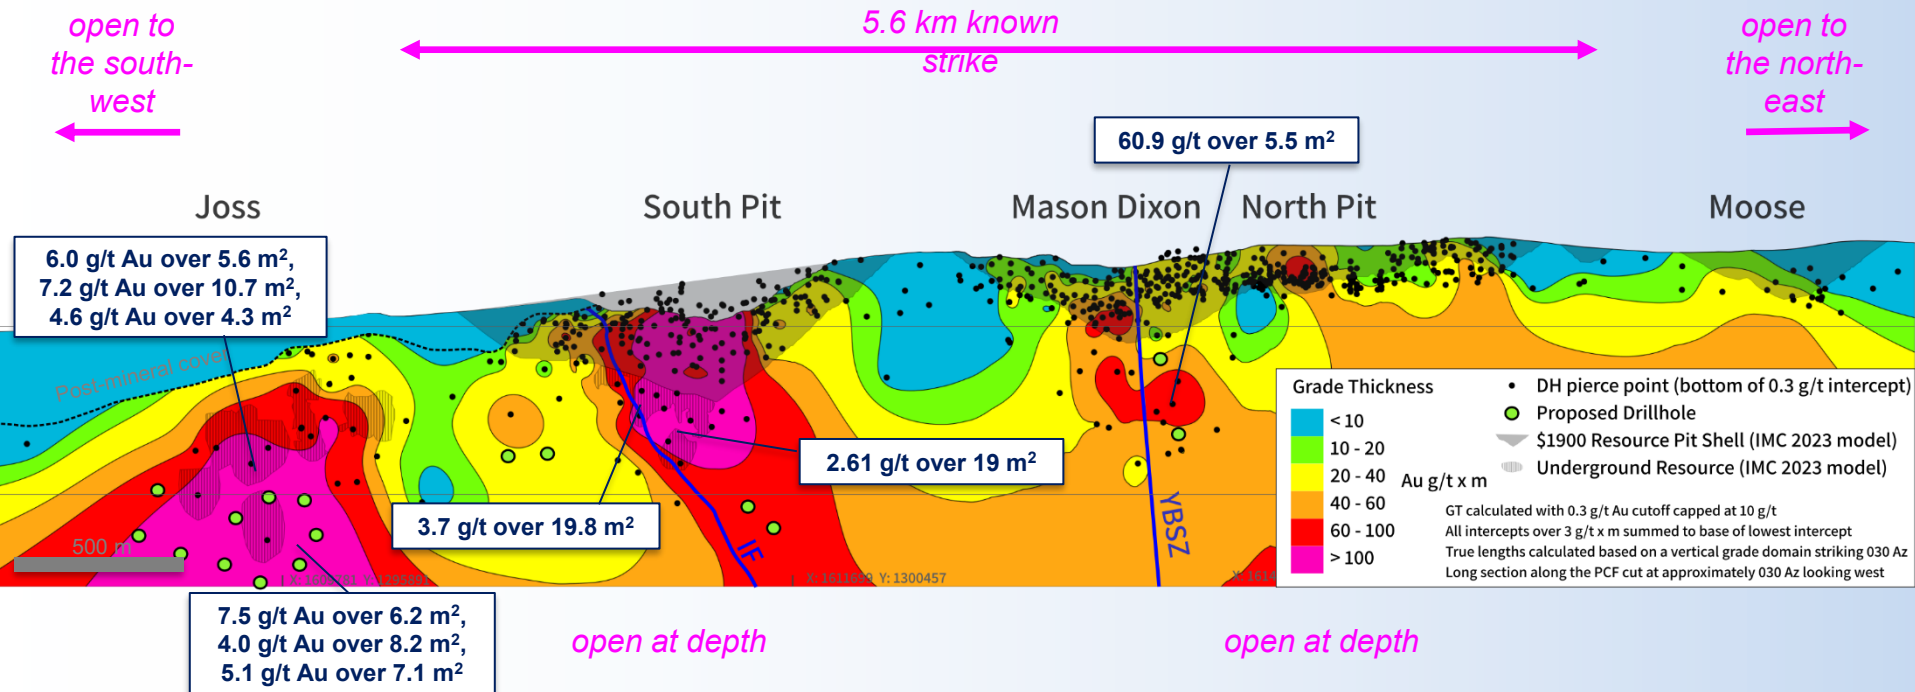 open to
the south-
west
5.6 km known
strike
open to
the north-
east
60.9 g/t over 5.5 m²
Joss
South Pit
Mason Dixon
North Pit
Moose
6.0 g/t Au over 5.6 m²,
7.2 g/t Au over 10.7 m²,
4.6 g/t Au over 4.3 m²
Post-mineral cover
2.61 g/t over 19 m²
3.7 g/t over 19.8 m²
IF
YBSZ
500 m
Y: 1295891
X: 1611699 Y: 1300457
X: 1614
Grade Thickness
< 10
10 - 20
20 - 40
40 - 60
60 - 100
> 100
Au g/t x m
DH pierce point (bottom of 0.3 g/t intercept)
Proposed Drillhole
$1900 Resource Pit Shell (IMC 2023 model)
Underground Resource (IMC 2023 model)
GT calculated with 0.3 g/t Au cutoff capped at 10 g/t
All intercepts over 3 g/t x m summed to base of lowest intercept
True lengths calculated based on a vertical grade domain striking 030 Az
Long section along the PCF cut at approximately 030 Az looking west
7.5 g/t Au over 6.2 m²,
4.0 g/t Au over 8.2 m²,
5.1 g/t Au over 7.1 m²
open at depth
open at depth